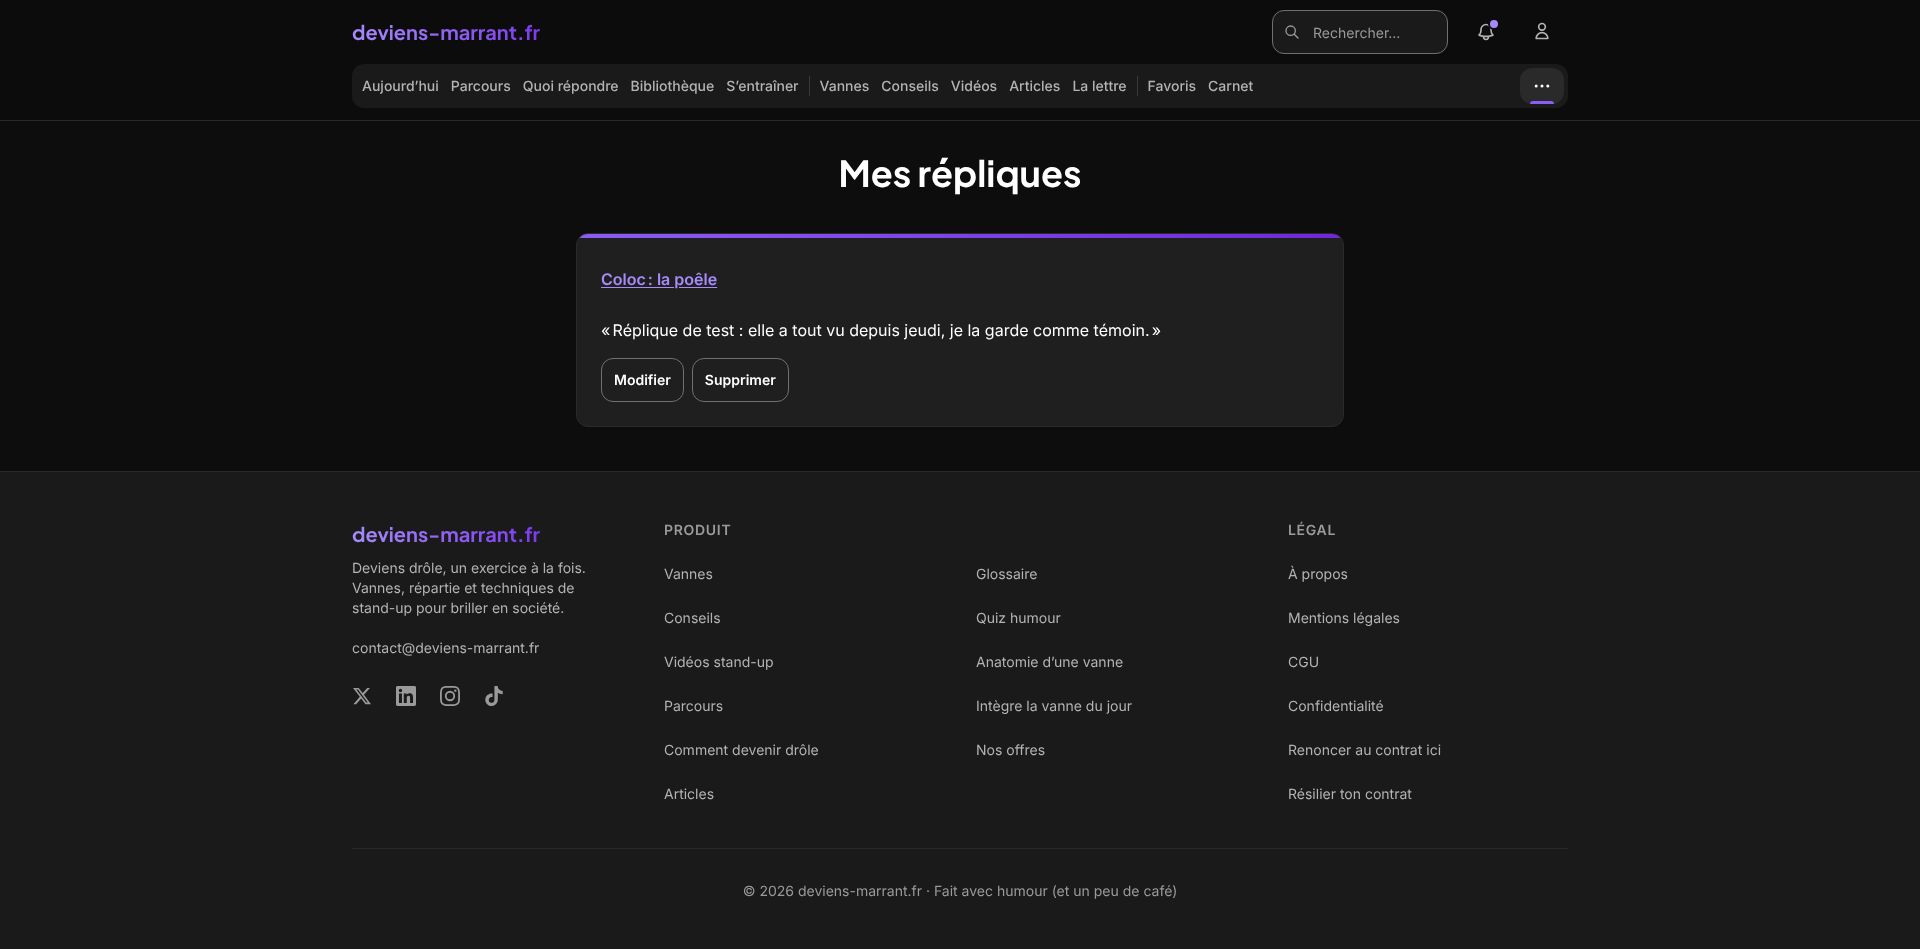 deviens-marrant.fr
Rechercher...
Aujourd’hui Parcours Quoi répondre Bibliothèque S’entraîner Vannes Conseils Vidéos Articles La lettre Favoris Carnet
Mes répliques
Coloc : la poêle
« Réplique de test : elle a tout vu depuis jeudi, je la garde comme témoin. »
Modifier Supprimer
deviens-marrant.fr
Deviens drôle, un exercice à la fois.
Vannes, répartie et techniques de
stand-up pour briller en société.
contact@deviens-marrant.fr
PRODUIT
Vannes
Conseils
Vidéos stand-up
Parcours
Comment devenir drôle
Articles
Glossaire
Quiz humour
Anatomie d’une vanne
Intègre la vanne du jour
Nos offres
LÉGAL
À propos
Mentions légales
CGU
Confidentialité
Renoncer au contrat ici
Résilier ton contrat
© 2026 deviens-marrant.fr · Fait avec humour (et un peu de café)